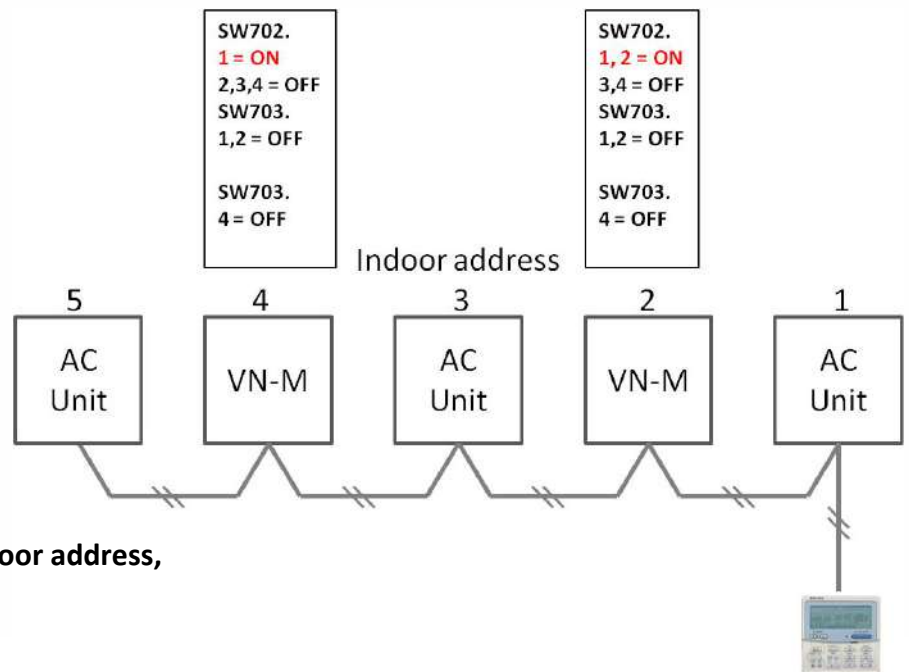 SW702.
1 = ON
2,3,4 = OFF
SW703.
1,2 = OFF
SW703.
4 = OFF
SW702.
1, 2 = ON
3,4 = OFF
SW703.
1,2 = OFF
SW703.
4 = OFF
Indoor address
5 4 3 2 1
AC
Unit
VN-M
AC
Unit
VN-M
AC
Unit
oor address,